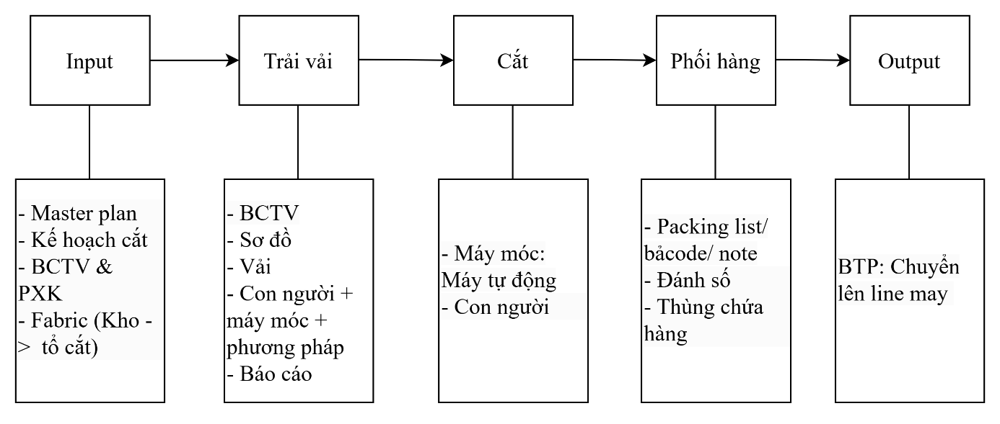 Input
Trải vải
Cắt
Phối hàng
Output
- Master plan
- Kế hoạch cắt
- BCTV &
PXK
- Fabric (Kho -
> tổ cắt)
- BCTV
- Sơ đồ
- Vải
- Con người +
máy móc +
phương pháp
- Báo cáo
- Máy móc:
Máy tự động
- Con người
- Packing list/
bảcode/ note
- Đánh số
- Thùng chứa
hàng
BTP: Chuyển
lên line may